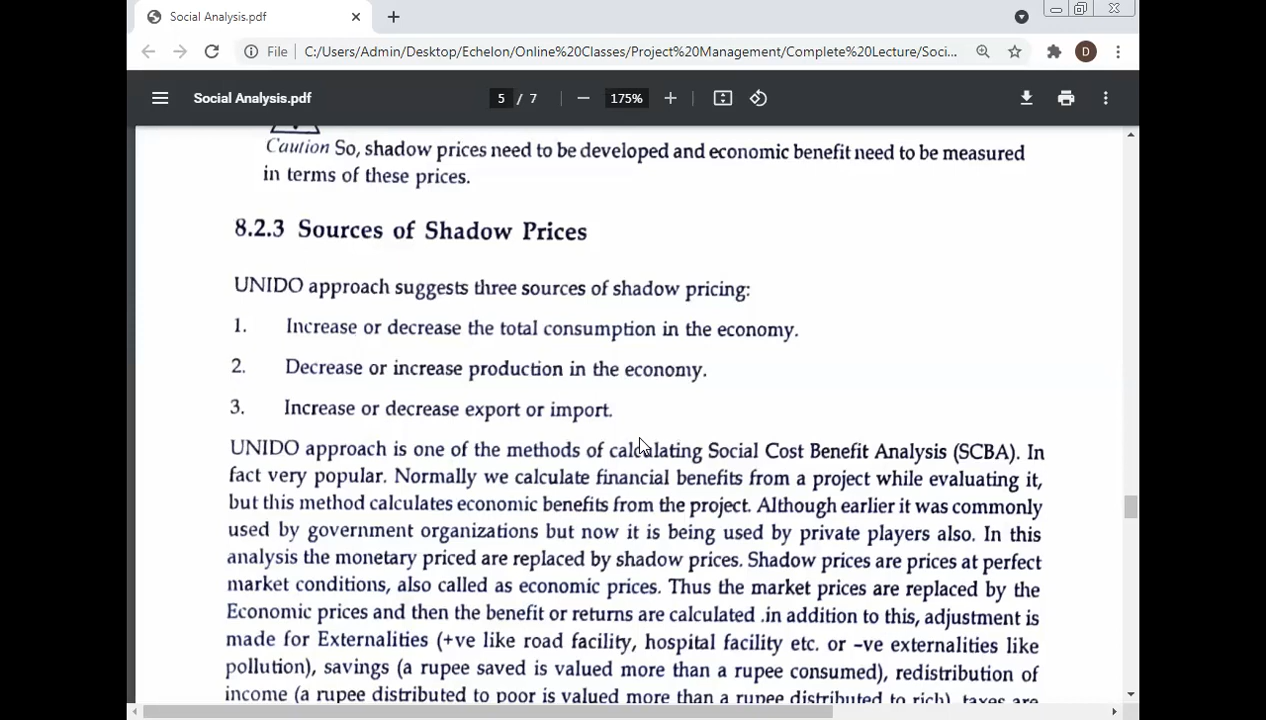 Social Analysis.pdf
File
C:/Users/Admin/Desktop/Echelon/Online%20Classes/Project%20Management/Complete%20Lecture/Soci...
D
Social Analysis.pdf
5 / 7
175%
Caution So, shadow prices need to be developed and economic benefit need to be measured
in terms of these prices.
8.2.3 Sources of Shadow Prices
UNIDO approach suggests three sources of shadow pricing:
1. Increase or decrease the total consumption in the economy.
2. Decrease or increase production in the economy.
3. Increase or decrease export or import.
UNIDO approach is one of the methods of calculating Social Cost Benefit Analysis (SCBA). In
fact very popular. Normally we calculate financial benefits from a project while evaluating it,
but this method calculates economic benefits from the project. Although earlier it was commonly
used by government organizations but now it is being used by private players also. In this
analysis the monetary priced are replaced by shadow prices. Shadow prices are prices at perfect
market conditions, also called as economic prices. Thus the market prices are replaced by the
Economic prices and then the benefit or returns are calculated .in addition to this, adjustment is
made for Externalities (+ve like road facility, hospital facility etc. or –ve externalities like
pollution), savings (a rupee saved is valued more than a rupee consumed), redistribution of
income (a rupee distributed to poor is valued more than a rupee distributed to rich), taxes are